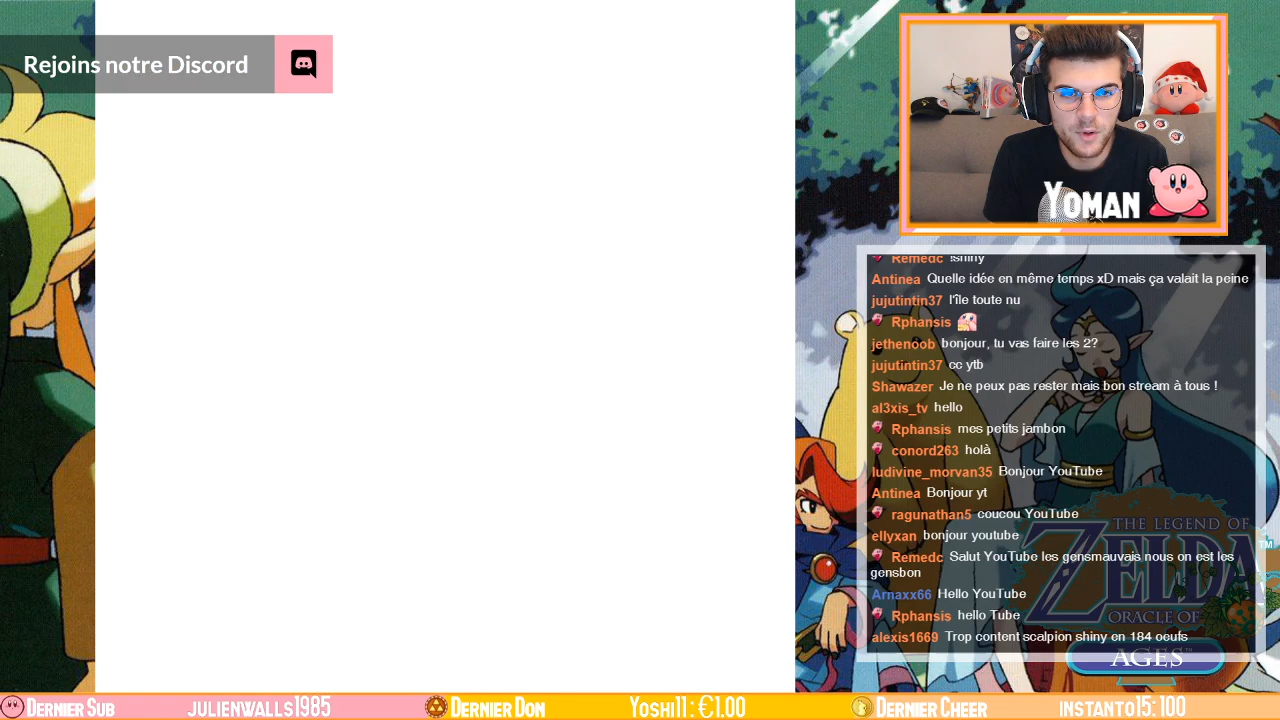 Rejoins notre Discord
YOMAN
Remedc !shiny
Antinea Quelle idée en même temps xD mais ça valait la peine
jujutintin37 l'île toute nu
Rphansis
jethenoob bonjour, tu vas faire les 2?
jujutintin37 cc ytb
Shawazer Je ne peux pas rester mais bon stream à tous !
al3xis_tv hello
Rphansis mes petits jambon
conord263 holà
ludivine_morvan35 Bonjour YouTube
Antinea Bonjour yt
ragunathan5 coucou YouTube
ellyxan bonjour youtube
Remedc Salut YouTube les gensmauvais nous on est les
gensbon
Arnaxx66 Hello YouTube
Rphansis hello Tube
alexis1669 Trop content scalpion shiny en 184 oeufs
THE LEGEND OF
ZELDA™
ORACLE OF
AGES™
DERNIER SUB JULIENWALLS1985 DERNIER DON YOSHI11 : €1.00 DERNIER CHEER INSTANTO15: 100